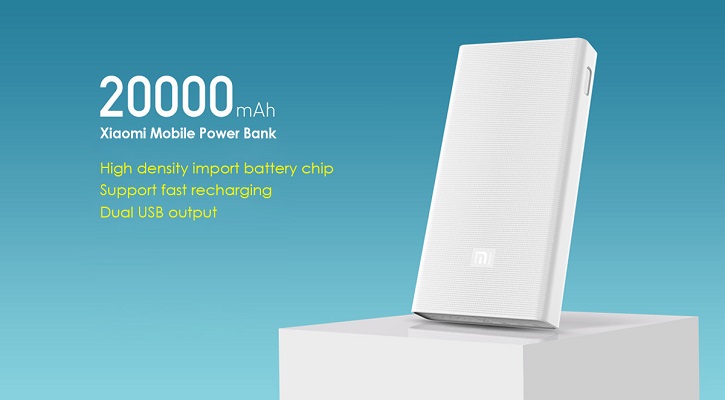 20000mAh
Xiaomi Mobile Power Bank
High density import battery chip
Support fast recharging
Dual USB output
mi